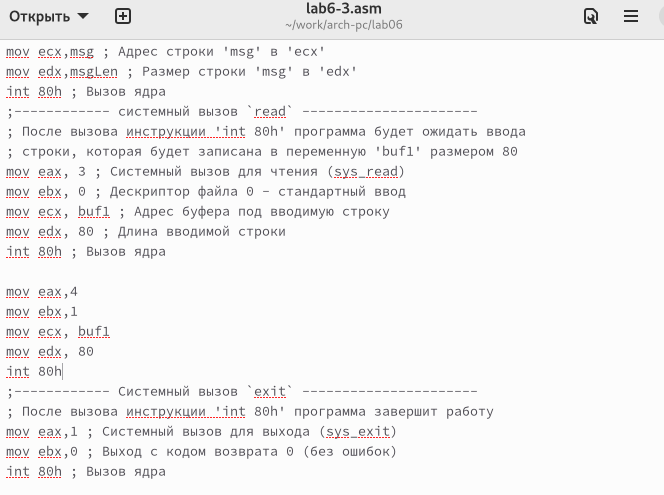 Открыть
lab6-3.asm
~/work/arch-pc/lab06
mov ecx,msg ; Адрес строки 'msg' в 'ecx'
mov edx,msgLen ; Размер строки 'msg' в 'edx'
int 80h ; Вызов ядра
;------------ системный вызов `read` ----------------------
; После вызова инструкции 'int 80h' программа будет ожидать ввода
; строки, которая будет записана в переменную 'buf1' размером 80
mov eax, 3 ; Системный вызов для чтения (sys_read)
mov ebx, 0 ; Дескриптор файла 0 - стандартный ввод
mov ecx, buf1 ; Адрес буфера под вводимую строку
mov edx, 80 ; Длина вводимой строки
int 80h ; Вызов ядра
mov eax,4
mov ebx,1
mov ecx, buf1
mov edx, 80
int 80h
;------------ Системный вызов `exit` ----------------------
; После вызова инструкции 'int 80h' программа завершит работу
mov eax,1 ; Системный вызов для выхода (sys_exit)
mov ebx,0 ; Выход с кодом возврата 0 (без ошибок)
int 80h ; Вызов ядра